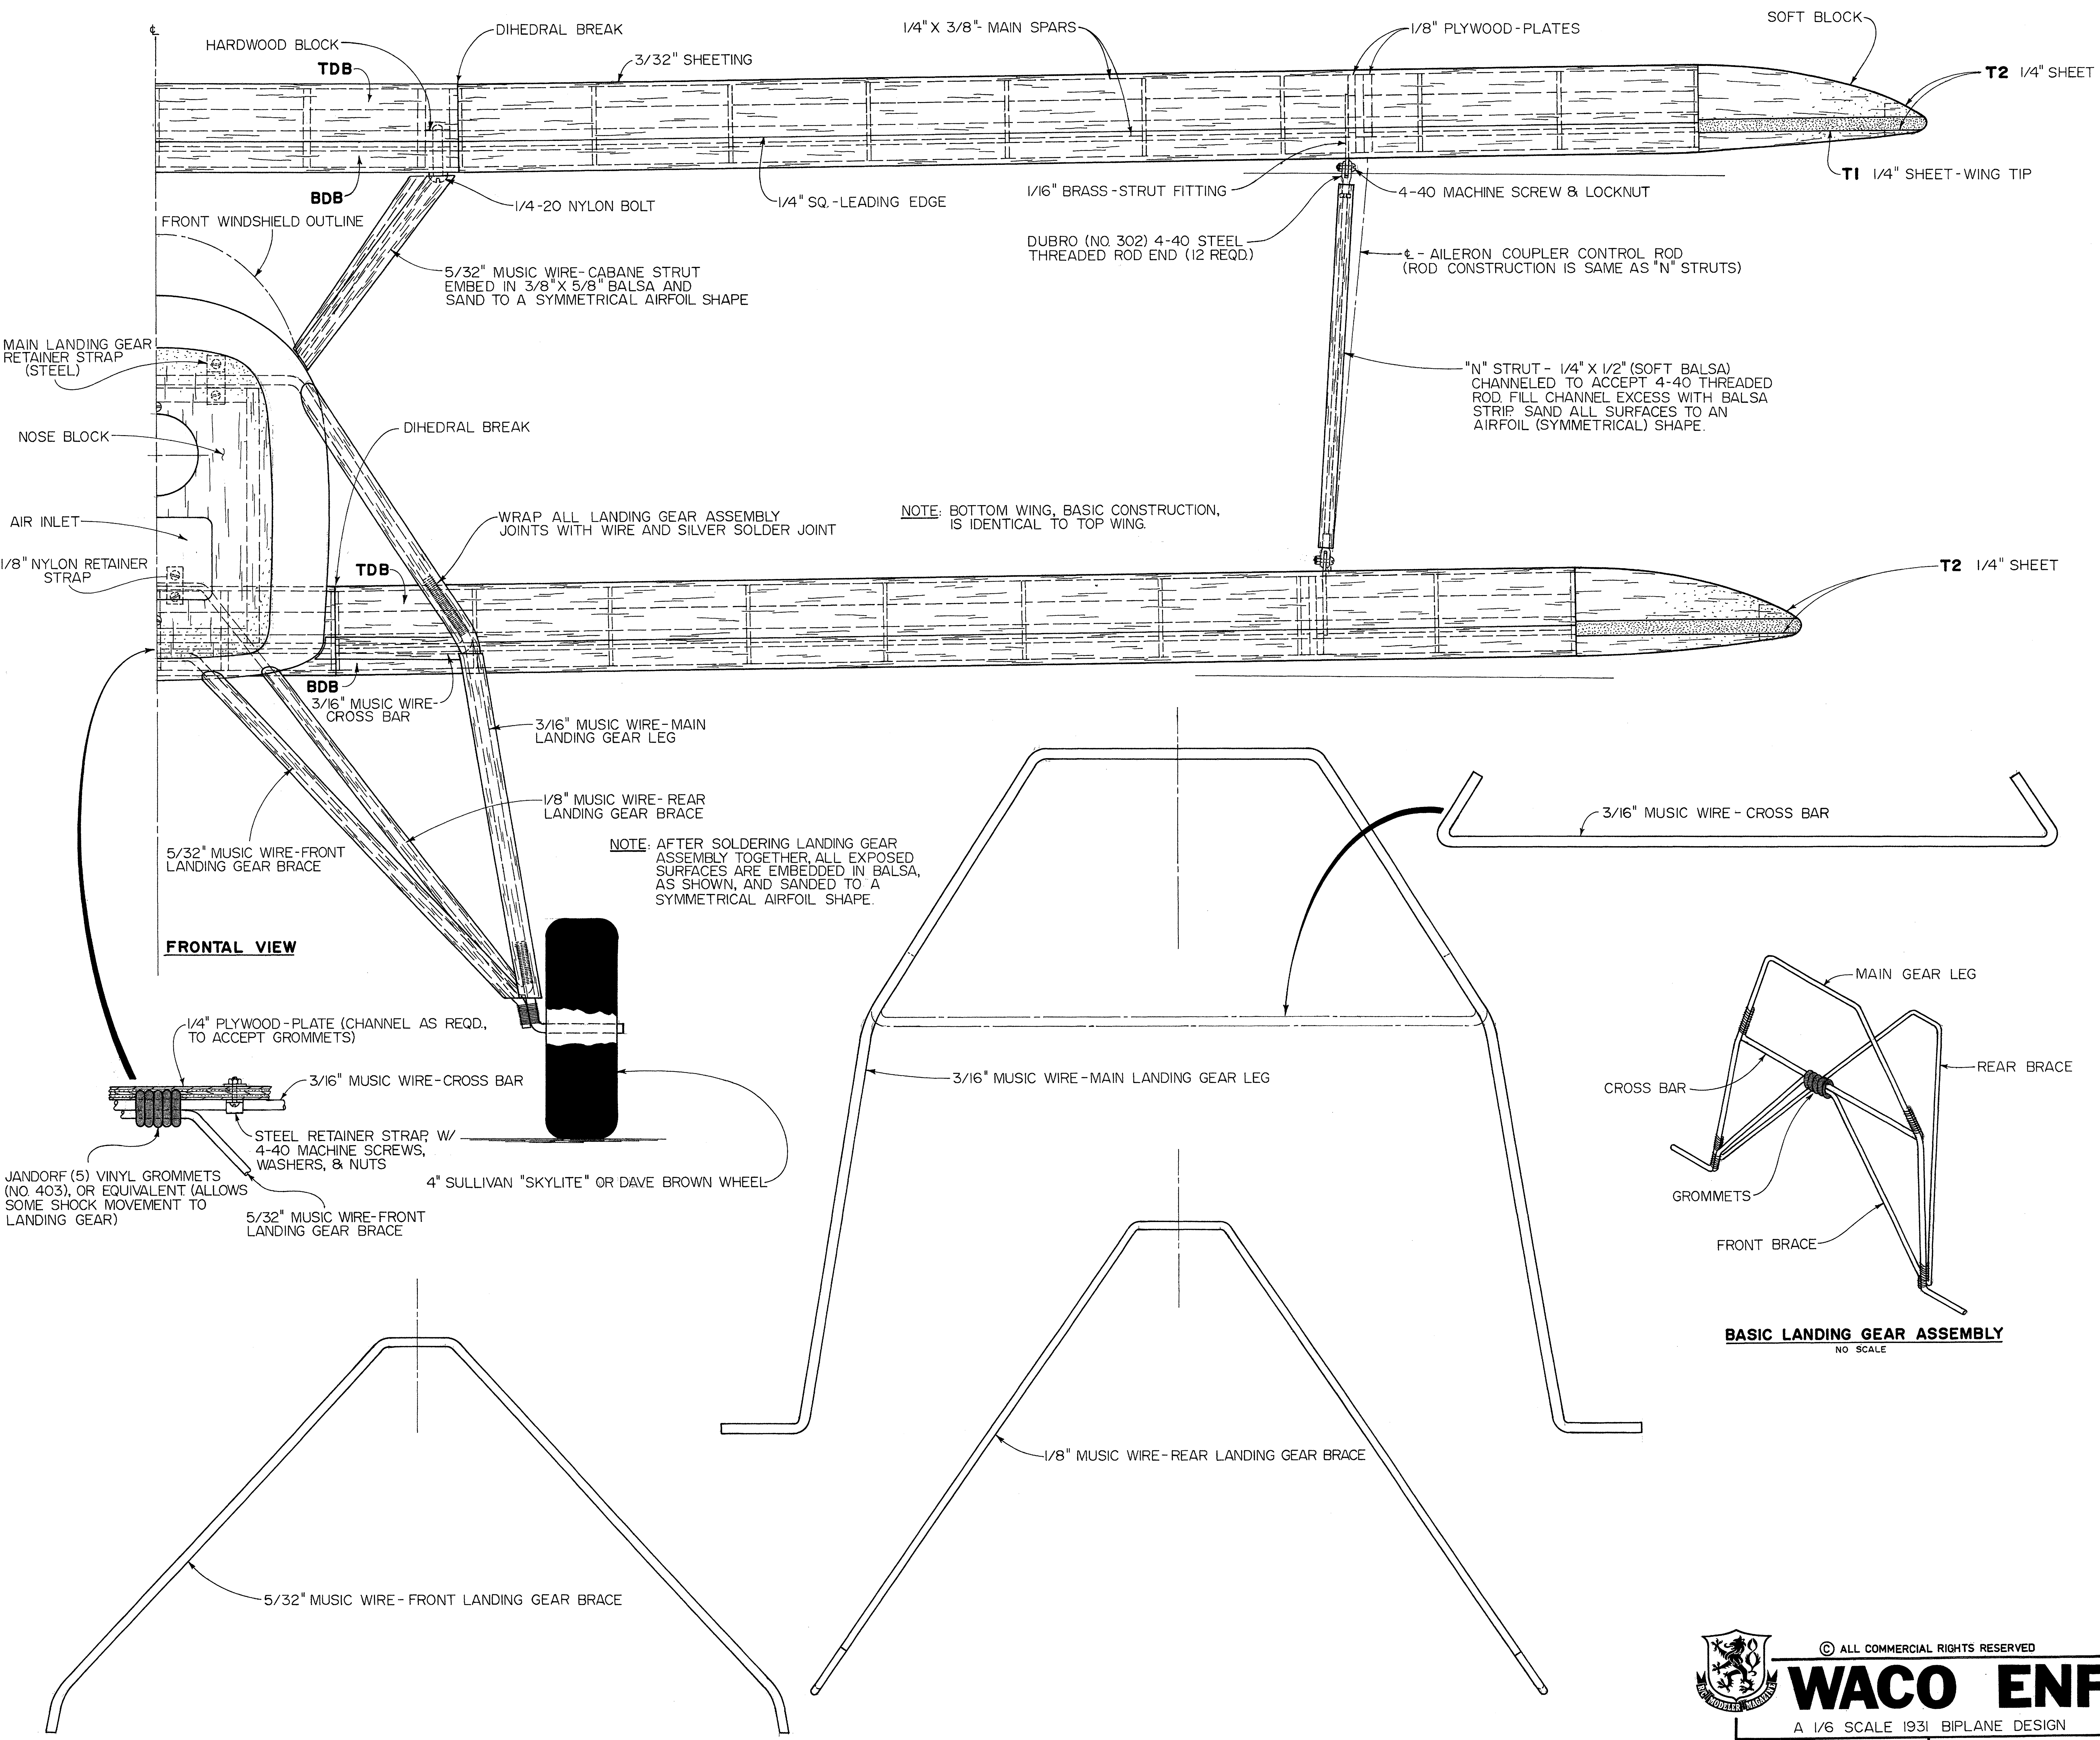 ℄
HARDWOOD BLOCK
TDB
DIHEDRAL BREAK
3/32" SHEETING
1/4" X 3/8"- MAIN SPARS
1/8" PLYWOOD-PLATES
SOFT BLOCK
T2 1/4" SHEET
BDB
FRONT WINDSHIELD OUTLINE
1/4-20 NYLON BOLT
1/4" SQ.-LEADING EDGE
1/16" BRASS-STRUT FITTING
4-40 MACHINE SCREW & LOCKNUT
T1 1/4" SHEET-WING TIP
DUBRO (NO. 302) 4-40 STEEL
THREADED ROD END (12 REQD.)
℄ - AILERON COUPLER CONTROL ROD
(ROD CONSTRUCTION IS SAME AS "N" STRUTS)
5/32" MUSIC WIRE-CABANE STRUT
EMBED IN 3/8" X 5/8" BALSA AND
SAND TO A SYMMETRICAL AIRFOIL SHAPE
MAIN LANDING GEAR
RETAINER STRAP
(STEEL)
"N" STRUT - 1/4" X 1/2" (SOFT BALSA)
CHANNELED TO ACCEPT 4-40 THREADED
ROD. FILL CHANNEL EXCESS WITH BALSA
STRIP. SAND ALL SURFACES TO AN
AIRFOIL (SYMMETRICAL) SHAPE.
NOSE BLOCK
DIHEDRAL BREAK
AIR INLET
WRAP ALL LANDING GEAR ASSEMBLY
JOINTS WITH WIRE AND SILVER SOLDER JOINT
NOTE: BOTTOM WING, BASIC CONSTRUCTION,
IS IDENTICAL TO TOP WING.
1/8" NYLON RETAINER
STRAP
TDB
T2 1/4" SHEET
BDB
3/16" MUSIC WIRE-
CROSS BAR
3/16" MUSIC WIRE-MAIN
LANDING GEAR LEG
1/8" MUSIC WIRE-REAR
LANDING GEAR BRACE
3/16" MUSIC WIRE-CROSS BAR
5/32" MUSIC WIRE-FRONT
LANDING GEAR BRACE
NOTE: AFTER SOLDERING LANDING GEAR
ASSEMBLY TOGETHER, ALL EXPOSED
SURFACES ARE EMBEDDED IN BALSA,
AS SHOWN, AND SANDED TO A
SYMMETRICAL AIRFOIL SHAPE.
FRONTAL VIEW
MAIN GEAR LEG
1/4" PLYWOOD-PLATE (CHANNEL AS REQD.,
TO ACCEPT GROMMETS)
3/16" MUSIC WIRE-CROSS BAR
3/16" MUSIC WIRE-MAIN LANDING GEAR LEG
REAR BRACE
CROSS BAR
STEEL RETAINER STRAP, W/
4-40 MACHINE SCREWS,
WASHERS, & NUTS
JANDORF (5) VINYL GROMMETS
(NO. 403), OR EQUIVALENT (ALLOWS
SOME SHOCK MOVEMENT TO
LANDING GEAR)
4" SULLIVAN "SKYLITE" OR DAVE BROWN WHEEL
GROMMETS
5/32" MUSIC WIRE-FRONT
LANDING GEAR BRACE
FRONT BRACE
BASIC LANDING GEAR ASSEMBLY
NO SCALE
1/8" MUSIC WIRE-REAR LANDING GEAR BRACE
5/32" MUSIC WIRE-FRONT LANDING GEAR BRACE
© ALL COMMERCIAL RIGHTS RESERVED
R/C MODELER MAGAZINE
WACO ENF
A 1/6 SCALE 1931 BIPLANE DESIGN